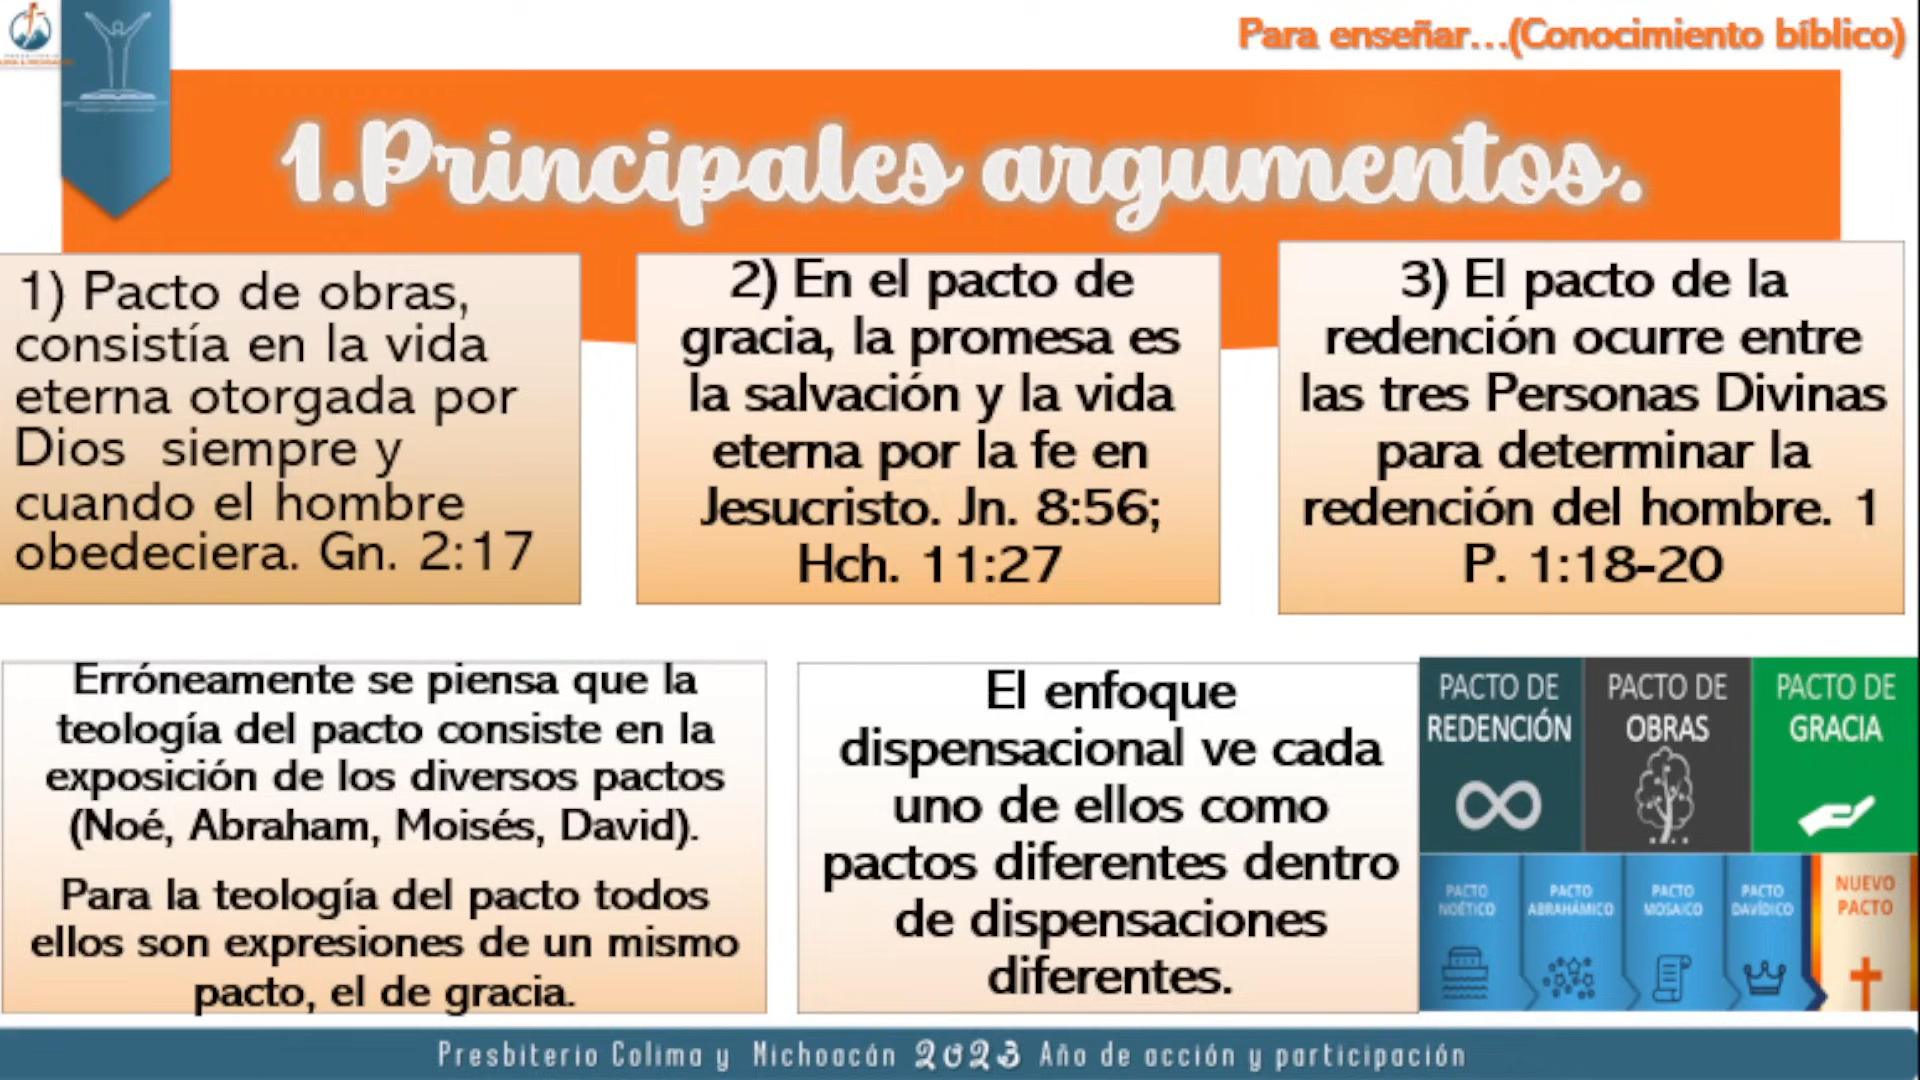 Para enseñar...(Conocimiento bíblico)
1.Principales argumentos.
1) Pacto de obras,
consistía en la vida
eterna otorgada por
Dios siempre y
cuando el hombre
obedeciera. Gn. 2:17
2) En el pacto de
gracia, la promesa es
la salvación y la vida
eterna por la fe en
Jesucristo. Jn. 8:56;
Hch. 11:27
3) El pacto de la
redención ocurre entre
las tres Personas Divinas
para determinar la
redención del hombre. 1
P. 1:18-20
Erróneamente se piensa que la
teología del pacto consiste en la
exposición de los diversos pactos
(Noé, Abraham, Moisés, David).
Para la teología del pacto todos
ellos son expresiones de un mismo
pacto, el de gracia.
El enfoque
dispensacional ve cada
uno de ellos como
pactos diferentes dentro
de dispensaciones
diferentes.
PACTO DE
REDENCIÓN
PACTO DE
OBRAS
PACTO DE
GRACIA
PACTO
NOÉTICO
PACTO
ABRAHÁMICO
PACTO
MOSAICO
PACTO
DAVÍDICO
NUEVO
PACTO
Presbiterio Colima y Michoacán 2023 Año de acción y participación